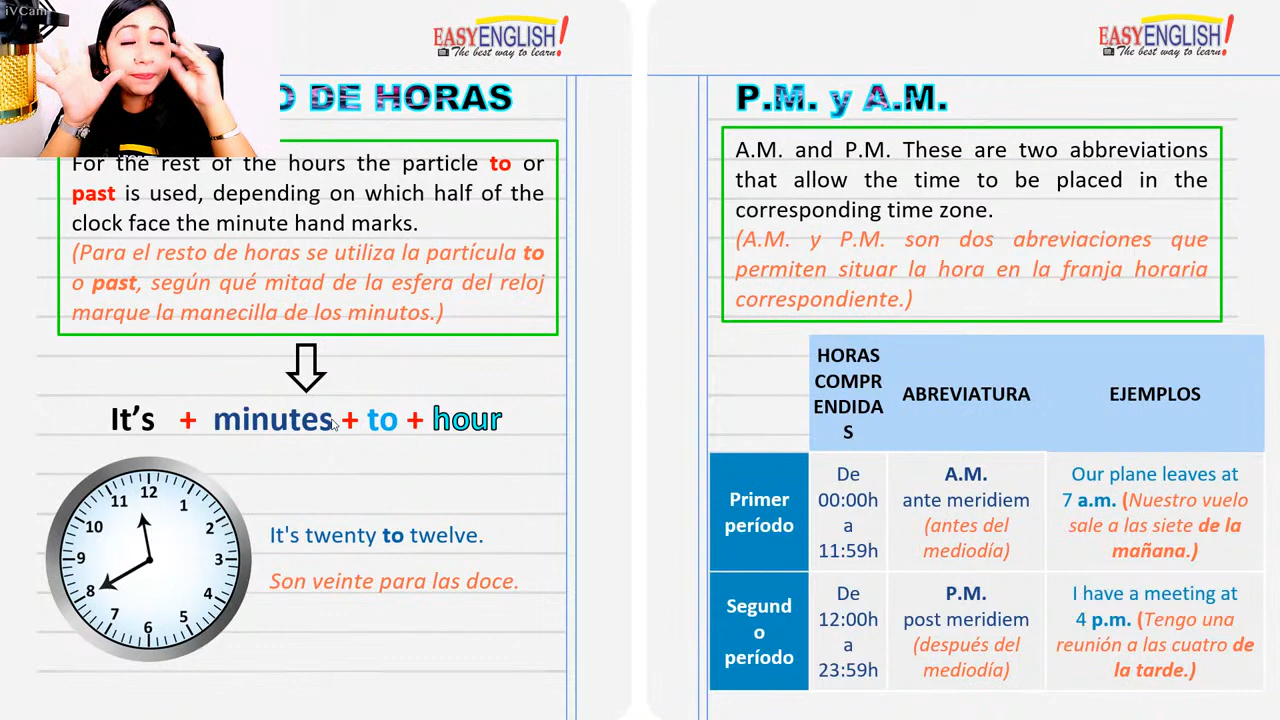 iVCam
EASYENGLISH!
The best way to learn!
O DE HORAS
For the rest of the hours the particle to or
past is used, depending on which half of the
clock face the minute hand marks.
(Para el resto de horas se utiliza la partícula to
o past, según qué mitad de la esfera del reloj
marque la manecilla de los minutos.)
It’s + minutes + to + hour
12
1
2
3
4
5
6
7
8
9
10
11
It's twenty to twelve.
Son veinte para las doce.
EASYENGLISH!
The best way to learn!
P.M. y A.M.
A.M. and P.M. These are two abbreviations
that allow the time to be placed in the
corresponding time zone.
(A.M. y P.M. son dos abreviaciones que
permiten situar la hora en la franja horaria
correspondiente.)
HORAS
COMPR
ENDIDA
S
ABREVIATURA
EJEMPLOS
Primer
período
De
00:00h
a
11:59h
A.M.
ante meridiem
(antes del
mediodía)
Our plane leaves at
7 a.m. (Nuestro vuelo
sale a las siete de la
mañana.)
Segund
o
período
De
12:00h
a
23:59h
P.M.
post meridiem
(después del
mediodía)
I have a meeting at
4 p.m. (Tengo una
reunión a las cuatro de
la tarde.)